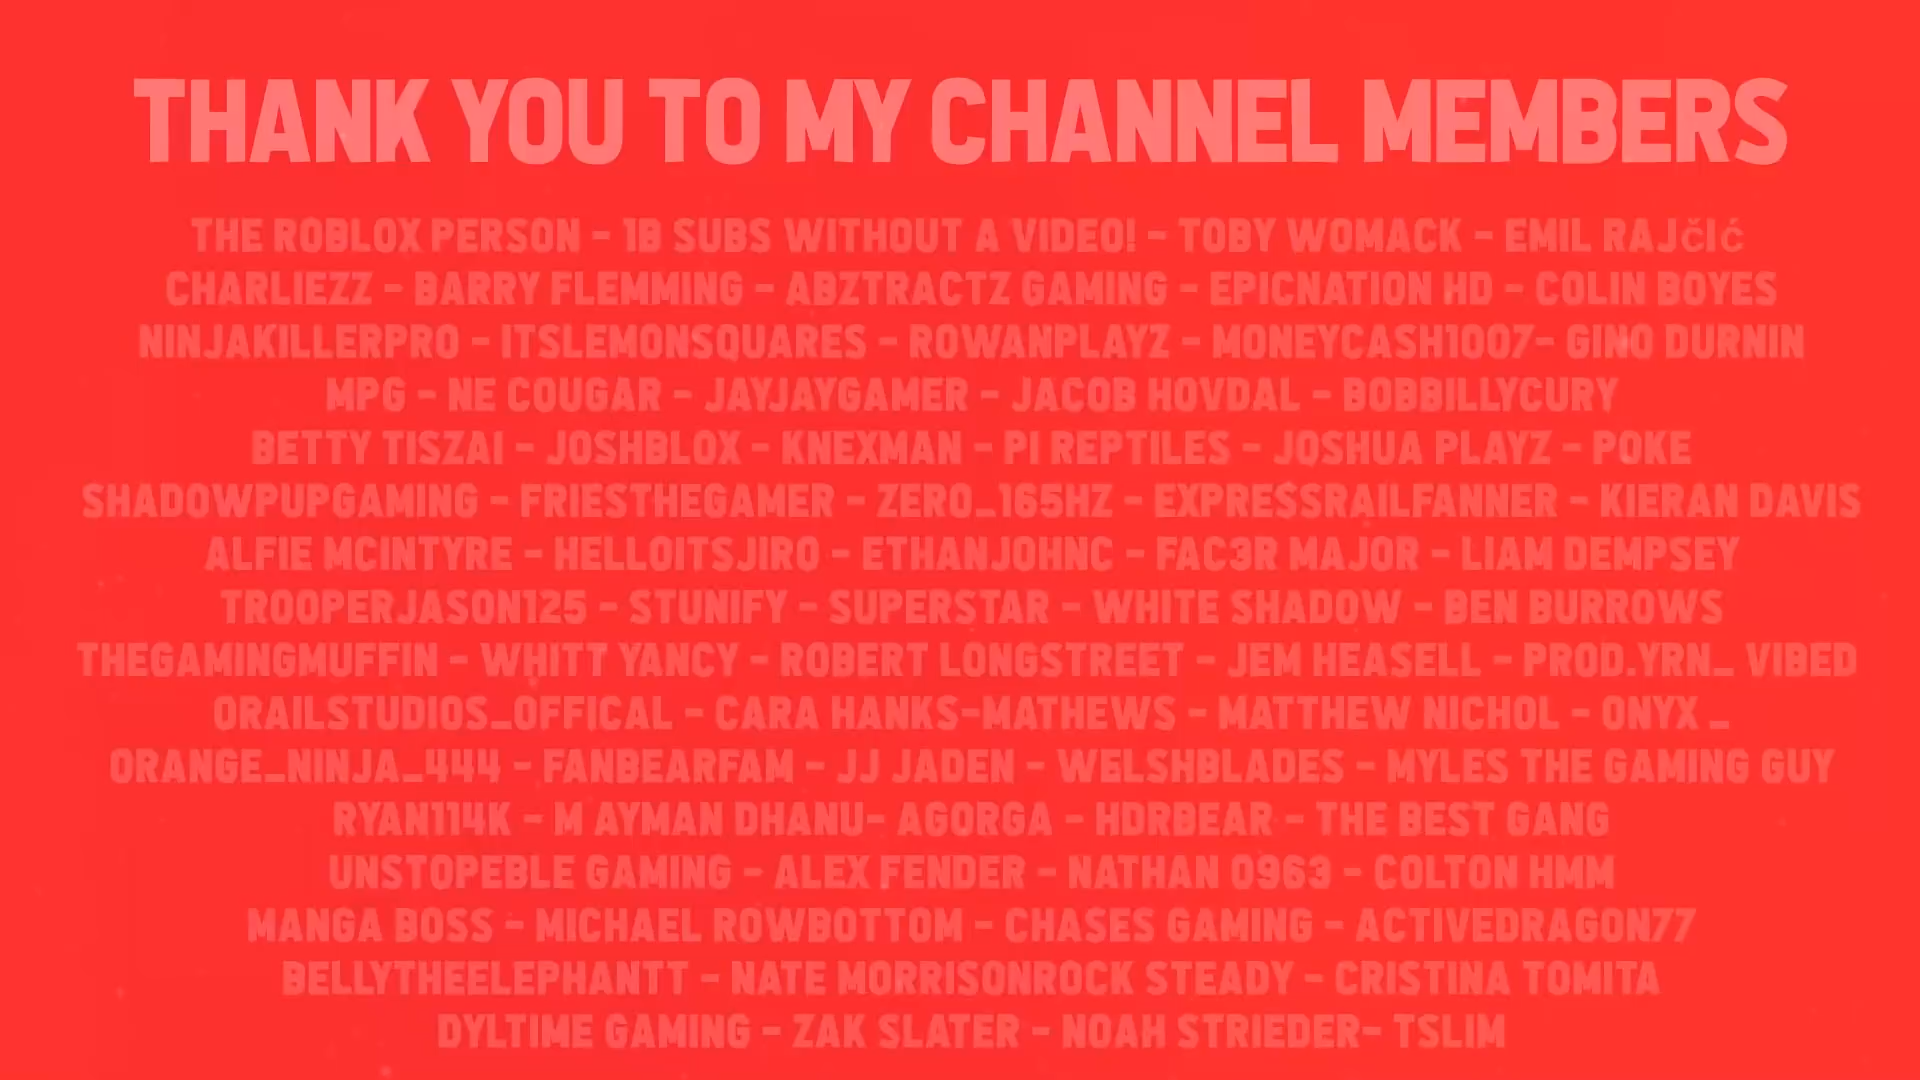 THANK YOU TO MY CHANNEL MEMBERS
THE ROBLOX PERSON - 1B SUBS WITHOUT A VIDEO! - TOBY WOMACK - EMIL RAJčIć
CHARLIEZZ - BARRY FLEMMING - ABZTRACTZ GAMING - EPICNATION HD - COLIN BOYES
NINJAKILLERPRO - ITSLEMONSQUARES - ROWANPLAYZ - MONEYCASH1007- GINO DURNIN
MPG - NE COUGAR - JAYJAYGAMER - JACOB HOVDAL - BOBBILLYCURY
BETTY TISZAI - JOSHBLOX - KNEXMAN - PI REPTILES - JOSHUA PLAYZ - POKE
SHADOWPUPGAMING - FRIESTHEGAMER - ZERO_165HZ - EXPRESSRAILFANNER - KIERAN DAVIS
ALFIE MCINTYRE - HELLOITSJIRO - ETHANJOHNC - FAC3R MAJOR - LIAM DEMPSEY
TROOPERJASON125 - STUNIFY - SUPERSTAR - WHITE SHADOW - BEN BURROWS
THEGAMINGMUFFIN - WHITT YANCY - ROBERT LONGSTREET - JEM HEASELL - PROD.YRN_ VIBED
ORAILSTUDIOS_OFFICAL - CARA HANKS-MATHEWS - MATTHEW NICHOL - ONYX _
ORANGE_NINJA_444 - FANBEARFAM - JJ JADEN - WELSHBLADES - MYLES THE GAMING GUY
RYAN114K - M AYMAN DHANU- AGORGA - HDRBEAR - THE BEST GANG
UNSTOPEBLE GAMING - ALEX FENDER - NATHAN 0963 - COLTON HMM
MANGA BOSS - MICHAEL ROWBOTTOM - CHASES GAMING - ACTIVEDRAGON77
BELLYTHEELEPHANTT - NATE MORRISONROCK STEADY - CRISTINA TOMITA
DYLTIME GAMING - ZAK SLATER - NOAH STRIEDER- TSLIM